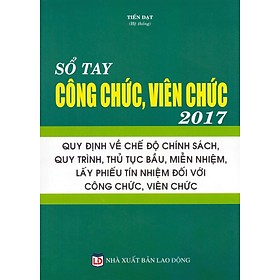 TIẾN ĐẠT
(Hệ thống)
SỔ TAY
CÔNG CHỨC, VIÊN CHỨC
2017
QUY ĐỊNH VỀ CHẾ ĐỘ CHÍNH SÁCH,
QUY TRÌNH, THỦ TỤC BẦU, MIỄN NHIỆM,
LẤY PHIẾU TÍN NHIỆM ĐỐI VỚI
CÔNG CHỨC, VIÊN CHỨC
LĐ NHÀ XUẤT BẢN LAO ĐỘNG